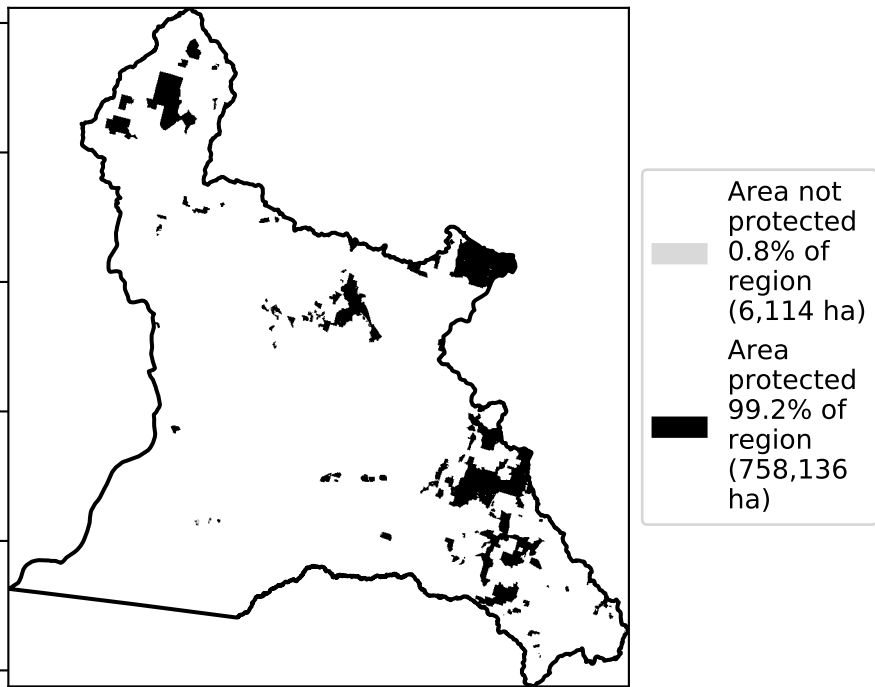 Area not
protected
0.8% of
region
(6,114 ha)
Area
protected
99.2% of
region
(758,136
ha)